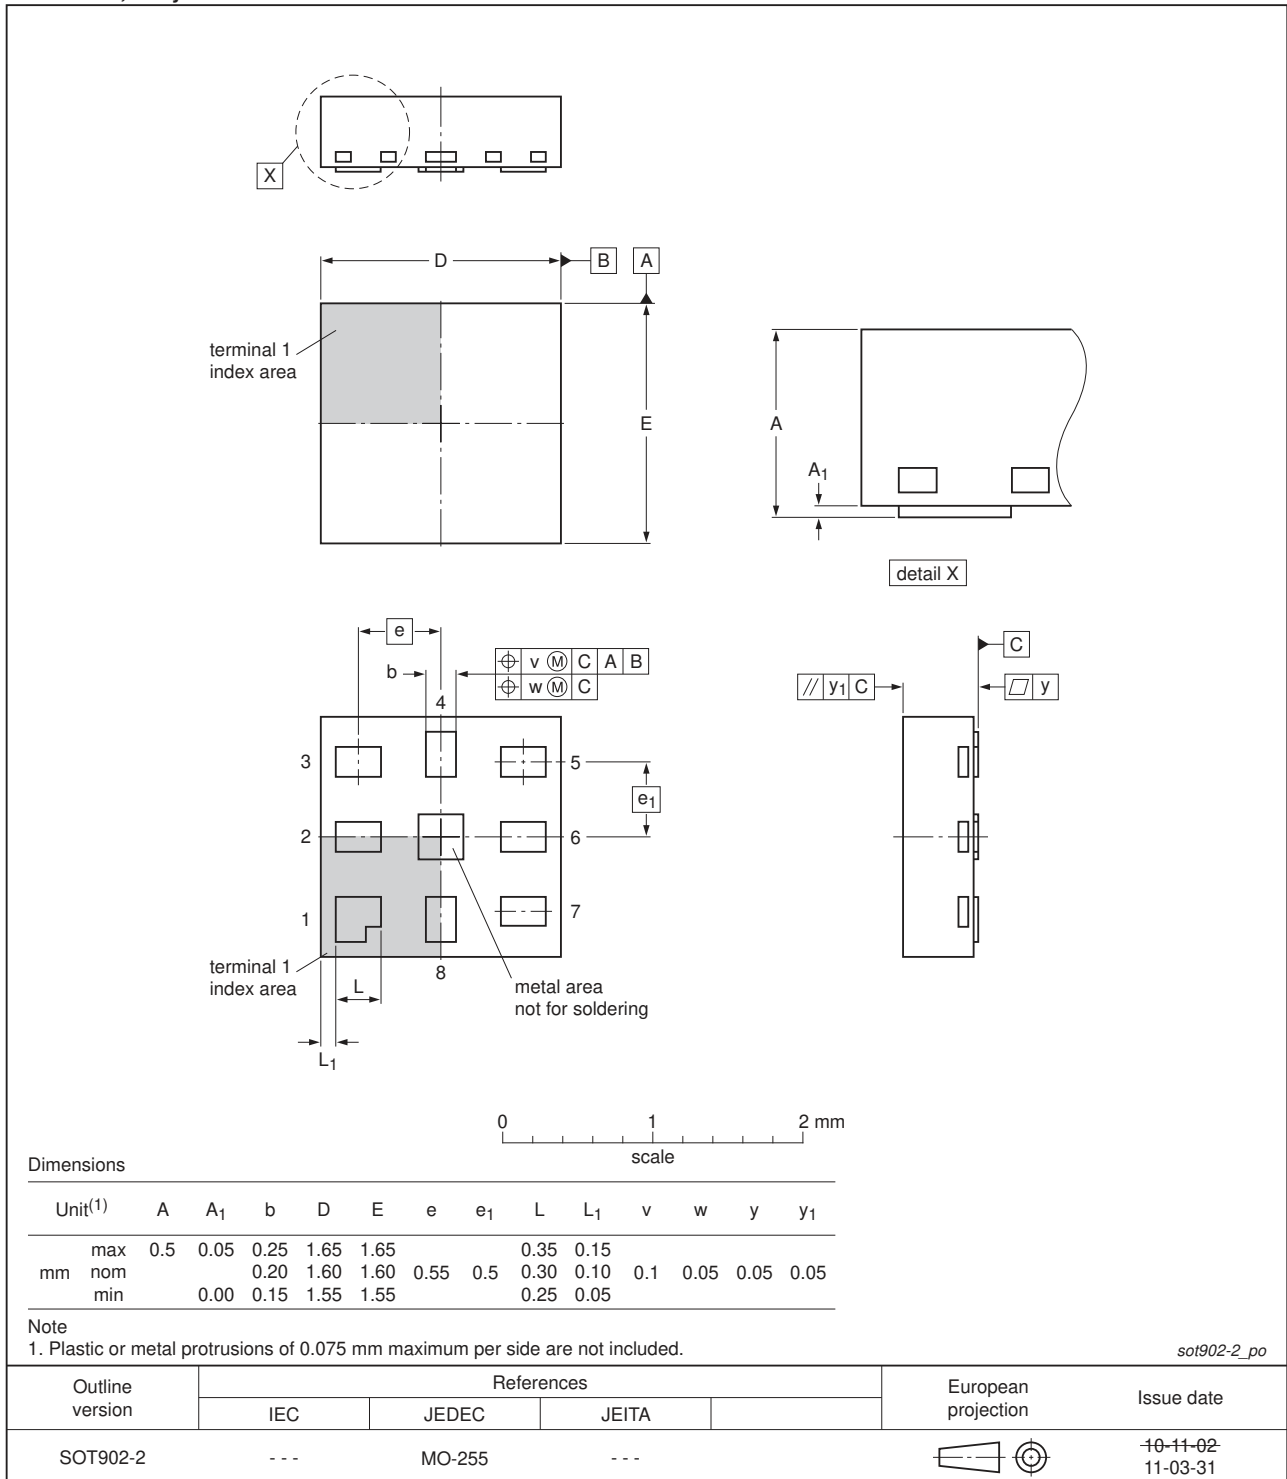 X
D
B
A
terminal 1
index area
E
A
A1
detail X
e
b
v M C A B
w M C
4
3
5
e1
2
6
1
7
terminal 1
index area
8
L
metal area
not for soldering
L1
C
// y1 C
y
0 1 2 mm
scale
Dimensions
Unit(1) A A1 b D E e e1 L L1 v w y y1
max 0.5 0.05 0.25 1.65 1.65 0.35 0.15
mm nom 0.20 1.60 1.60 0.55 0.5 0.30 0.10 0.1 0.05 0.05 0.05
min 0.00 0.15 1.55 1.55 0.25 0.05
Note
1. Plastic or metal protrusions of 0.075 mm maximum per side are not included.
sot902-2_po
Outline
version
References
IEC JEDEC JEITA
European
projection
Issue date
SOT902-2 - - - MO-255 - - -
10-11-02
11-03-31